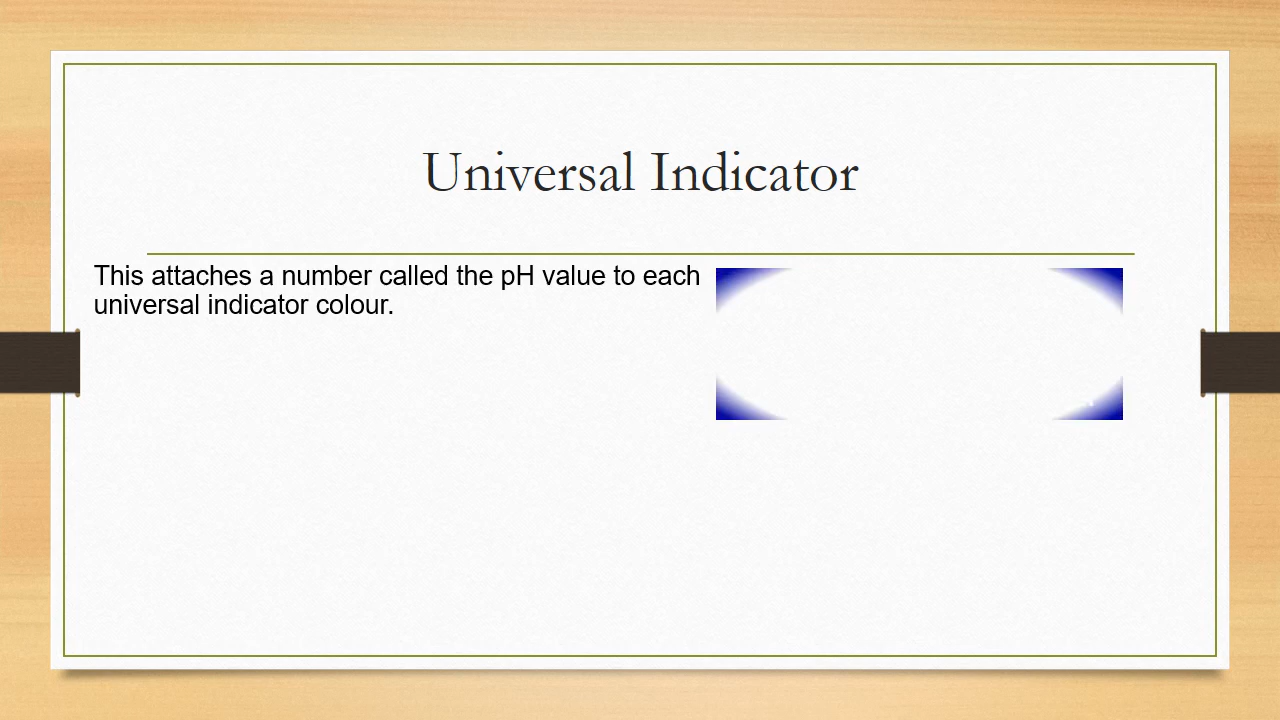 Universal Indicator
This attaches a number called the pH value to each
universal indicator colour.